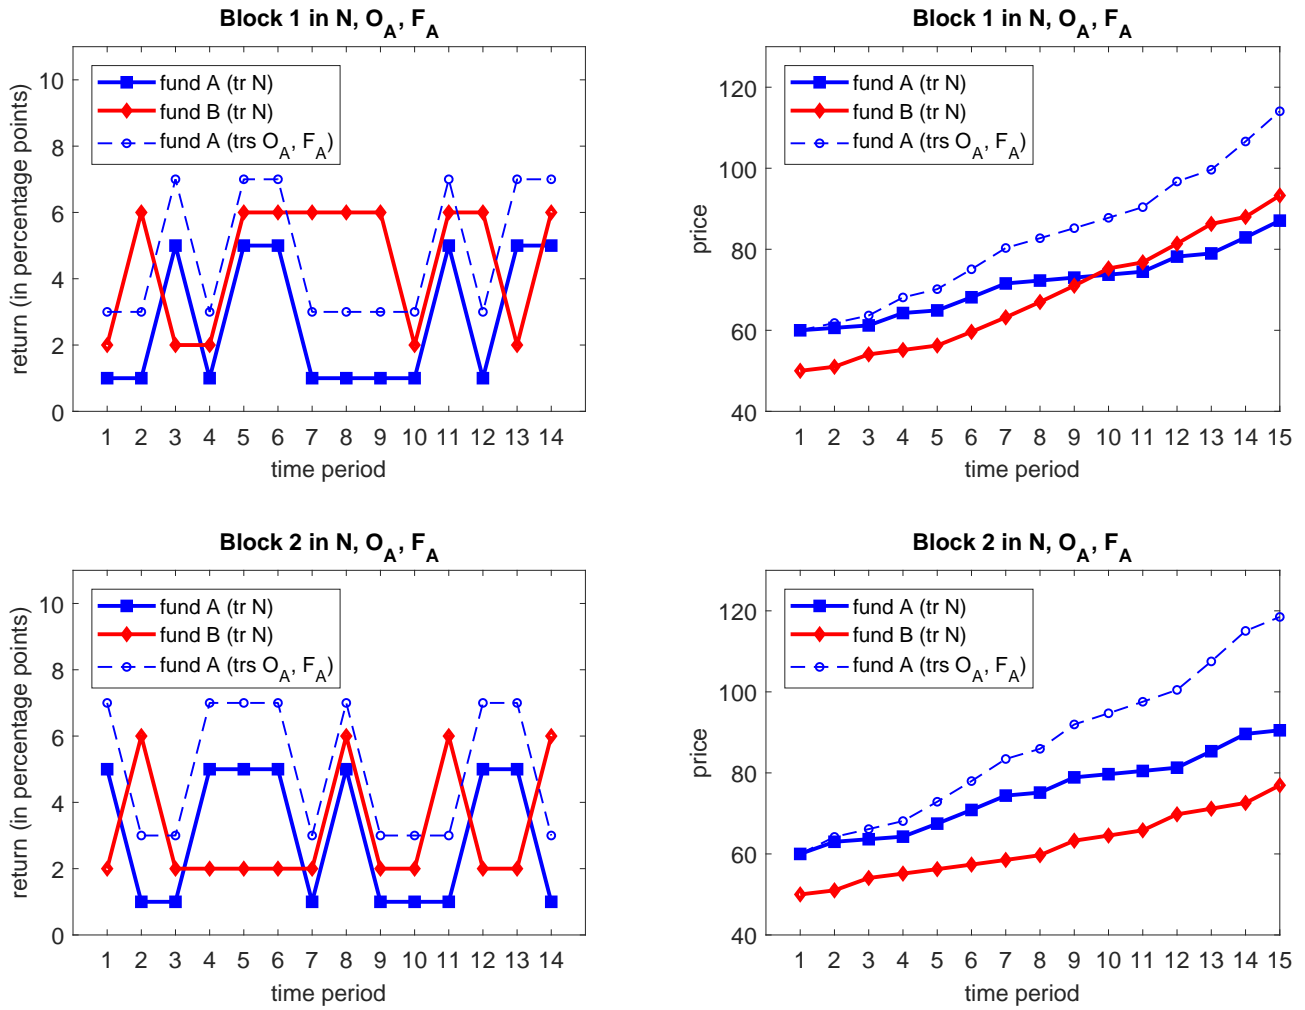 Block 1 in N, O_A, F_A
return (in percentage points)
10
8
6
4
2
0
fund A (tr N)
fund B (tr N)
fund A (trs O_A, F_A)
1 2 3 4 5 6 7 8 9 10 11 12 13 14
time period
Block 1 in N, O_A, F_A
price
120
100
80
60
40
fund A (tr N)
fund B (tr N)
fund A (trs O_A, F_A)
1 2 3 4 5 6 7 8 9 10 11 12 13 14 15
time period
Block 2 in N, O_A, F_A
return (in percentage points)
10
8
6
4
2
0
fund A (tr N)
fund B (tr N)
fund A (trs O_A, F_A)
1 2 3 4 5 6 7 8 9 10 11 12 13 14
time period
Block 2 in N, O_A, F_A
price
120
100
80
60
40
fund A (tr N)
fund B (tr N)
fund A (trs O_A, F_A)
1 2 3 4 5 6 7 8 9 10 11 12 13 14 15
time period